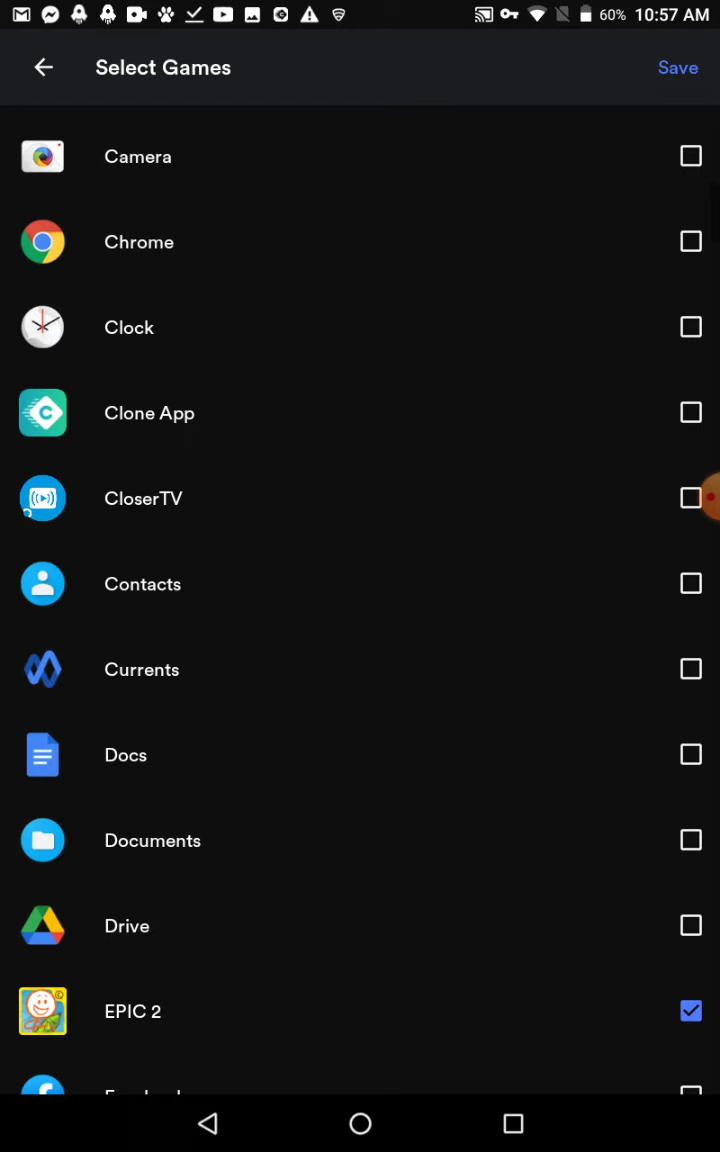 60% 10:57 AM
Select Games Save
Camera
Chrome
Clock
Clone App
CloserTV
Contacts
Currents
Docs
Documents
Drive
EPIC 2